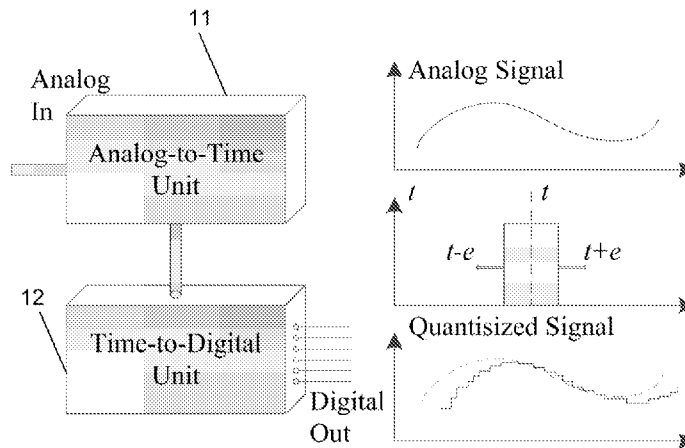 11
Analog
In
Analog-to-Time
Unit
12
Time-to-Digital
Unit
Digital
Out
Analog Signal
t
t
t-e
t+e
Quantisized Signal